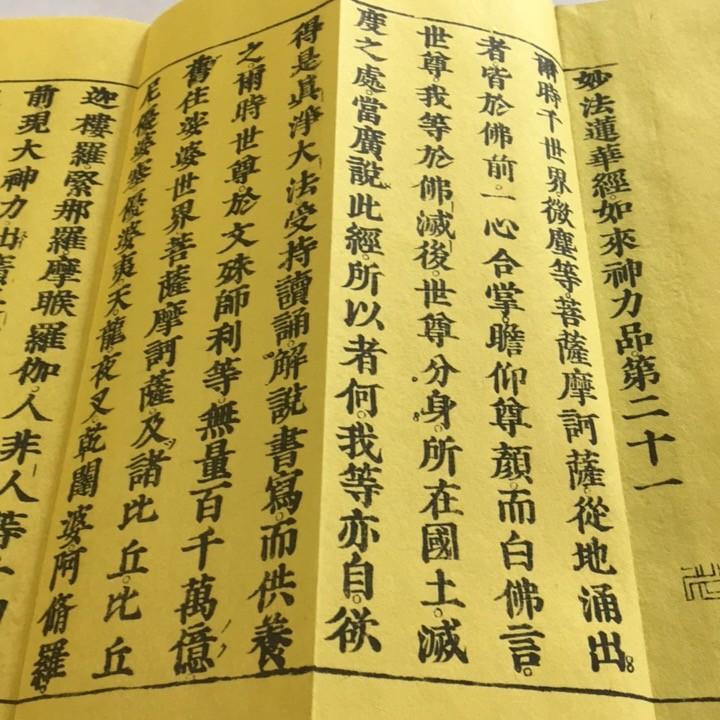 妙法蓮華經。如來神力品。第二十一
爾時千世界。微塵等。菩薩摩訶薩。從地涌出。
者皆於佛前。一心合掌。瞻仰尊顏。而白佛言。
世尊。我等於佛滅後。世尊分身。所在國土。滅
度之處。當廣說此經。所以者何。我等亦自欲
得是真淨大法。受持讀誦。解說書寫。而供養
之。爾時世尊。於文殊師利等。無量百千萬億
舊住娑婆世界。菩薩摩訶薩。及諸比丘。比丘
尼。優婆塞。優婆夷。天。龍。夜叉。乾闥婆。阿脩羅
迦樓羅。緊那羅。摩睺羅伽。人非人等
前現大神力。出